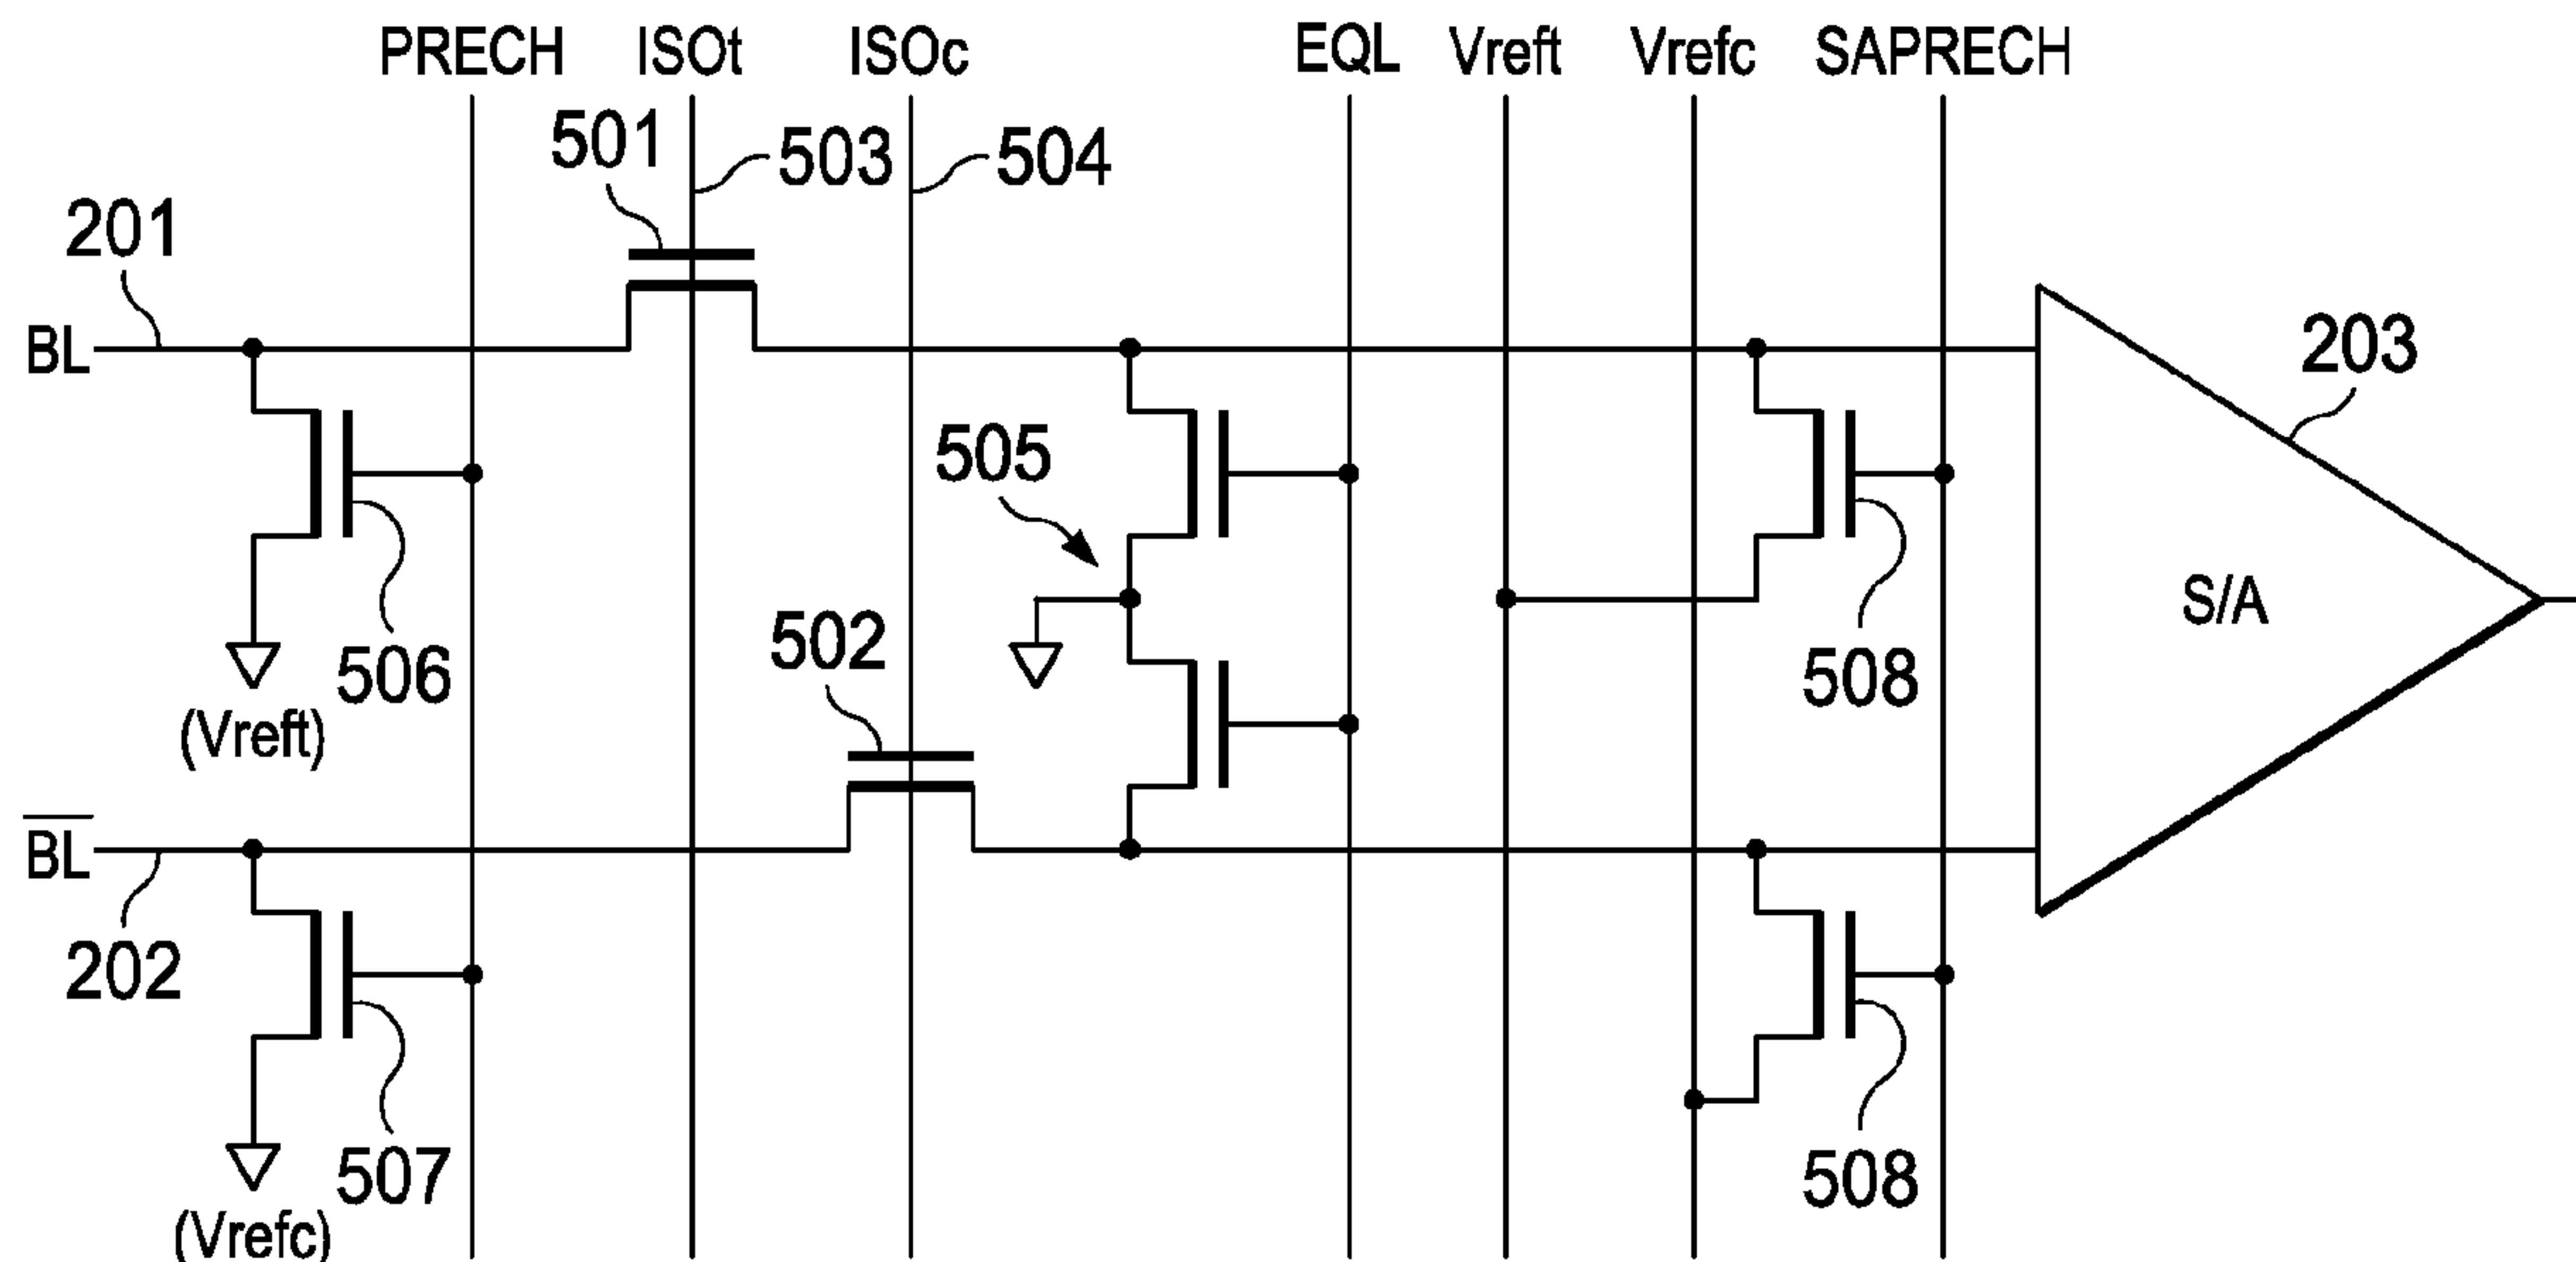 PRECH ISOt ISOc EQL Vreft Vrefc SAPRECH
501 503 504
201
BL
203
505
508
S/A
502
506
(Vreft)
BL
202
507
508
(Vrefc)